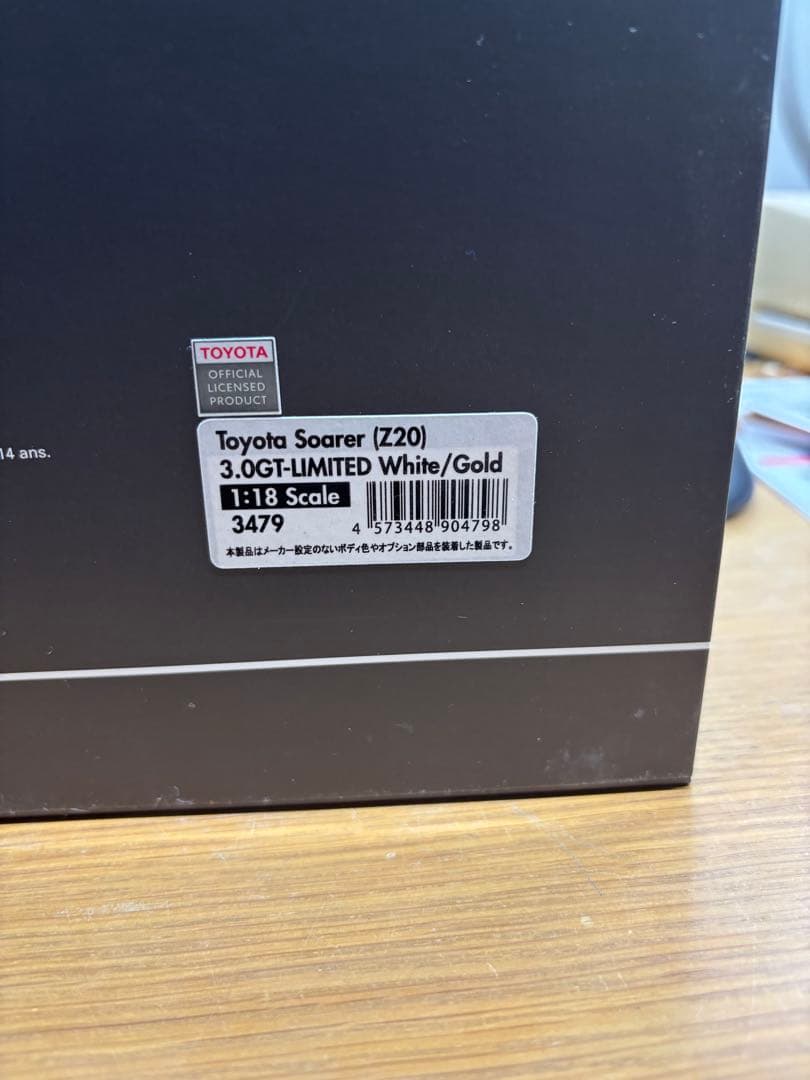 TOYOTA
OFFICIAL
LICENSED
PRODUCT
14 ans.
Toyota Soarer (Z20)
3.0GT-LIMITED White/Gold
1:18 Scale
3479
4 573448 904798
本製品はメーカー設定のないボディ色やオプション部品を装着した製品です。